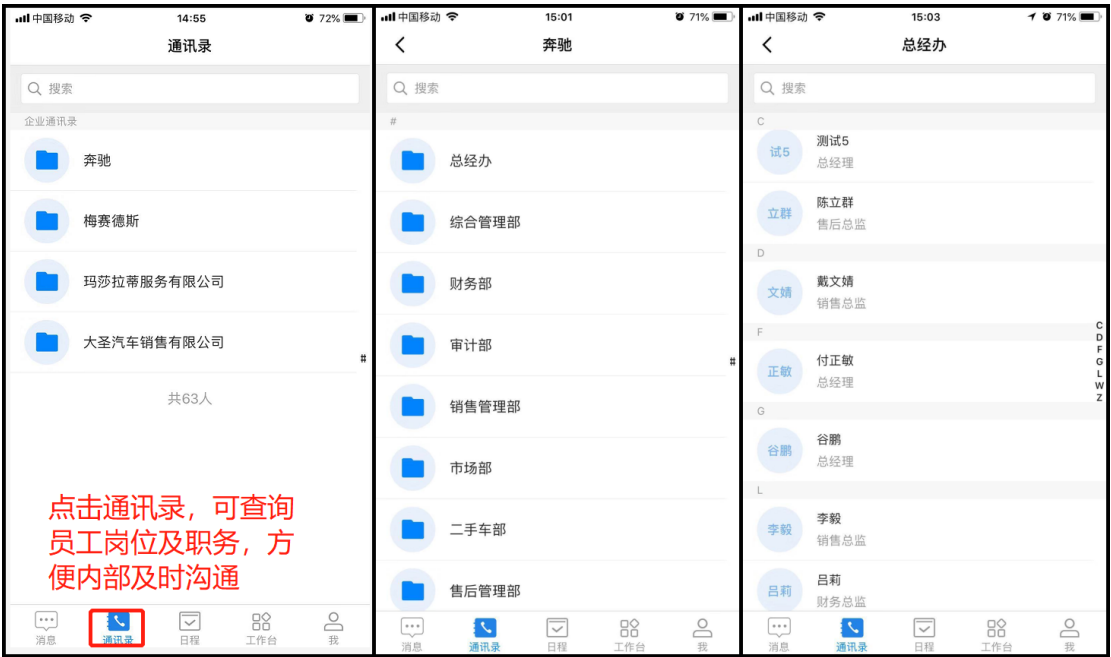 中国移动 14:55 72%
通讯录
搜索
企业通讯录
奔驰
梅赛德斯
玛莎拉蒂服务有限公司
大圣汽车销售有限公司
#
共63人
点击通讯录，可查询
员工岗位及职务，方
便内部及时沟通
消息 通讯录 日程 工作台 我
中国移动 15:01 71%
奔驰
搜索
#
总经办
综合管理部
财务部
审计部
#
销售管理部
市场部
二手车部
售后管理部
消息 通讯录 日程 工作台 我
中国移动 15:03 71%
总经办
搜索
C
试5 测试5
总经理
立群 陈立群
售后总监
D
文婧 戴文婧
销售总监
F
正敏 付正敏
总经理
G
谷鹏 谷鹏
总经理
L
李毅 李毅
销售总监
吕莉 吕莉
财务总监
C
D
F
G
L
W
Z
消息 通讯录 日程 工作台 我